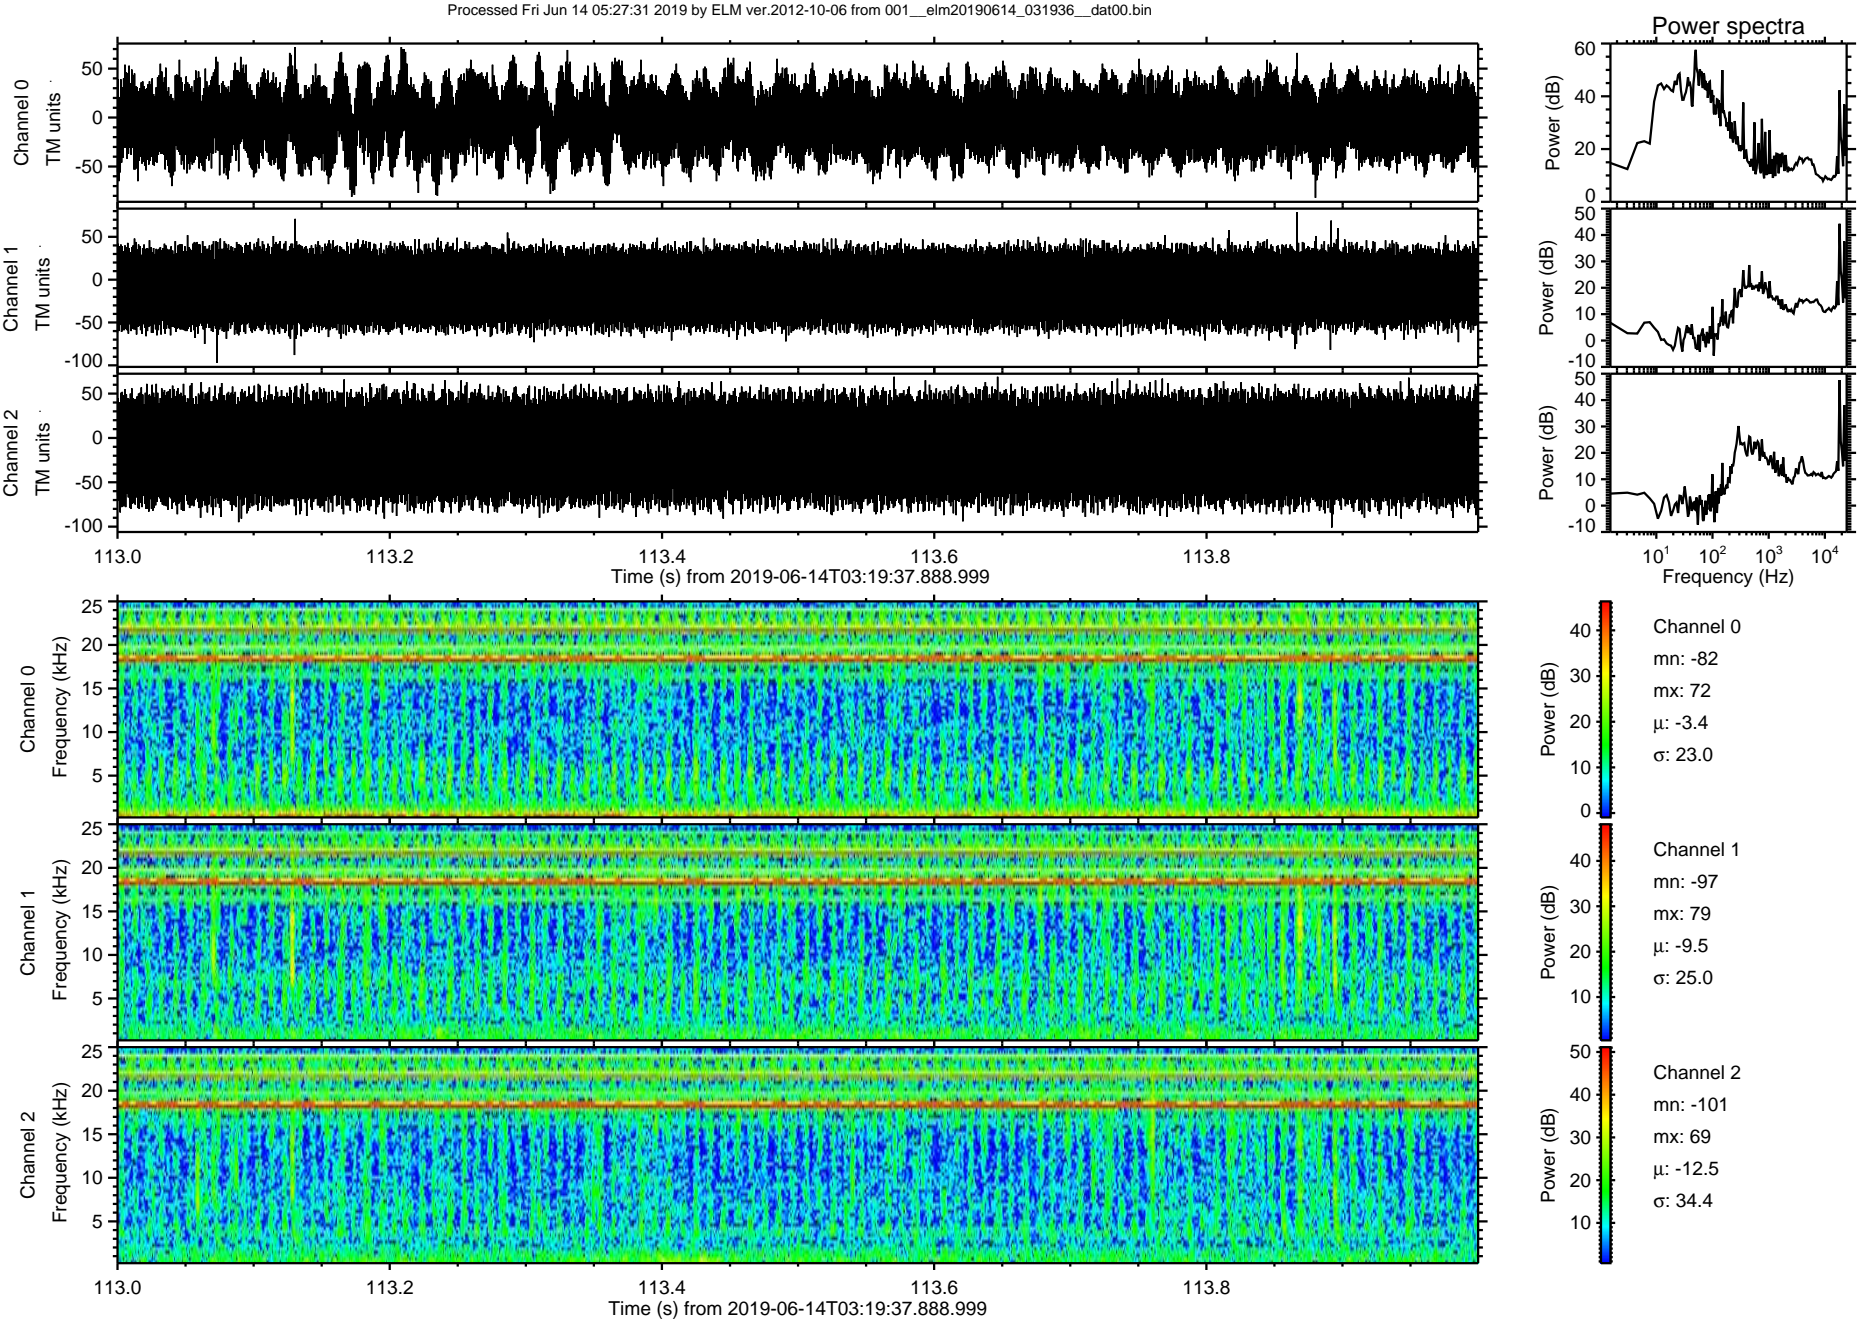 Processed Fri Jun 14 05:27:31 2019 by ELM ver.2012-10-06 from 001__elm20190614_031936__dat00.bin
Power spectra
Channel 0
TM units
50
0
-50
Power (dB)
60
40
20
0
Channel 1
TM units
50
0
-50
-100
Power (dB)
50
40
30
20
10
0
-10
Channel 2
TM units
50
0
-50
-100
Power (dB)
50
40
30
20
10
0
-10
113.0 113.2 113.4 113.6 113.8
Time (s) from 2019-06-14T03:19:37.888.999
10¹ 10² 10³ 10⁴
Frequency (Hz)
Channel 0
Frequency (kHz)
25
20
15
10
5
Power (dB)
40
30
20
10
0
Channel 0
mn: -82
mx: 72
μ: -3.4
σ: 23.0
Channel 1
Frequency (kHz)
25
20
15
10
5
Power (dB)
40
30
20
10
Channel 1
mn: -97
mx: 79
μ: -9.5
σ: 25.0
Channel 2
Frequency (kHz)
25
20
15
10
5
Power (dB)
50
40
30
20
10
Channel 2
mn: -101
mx: 69
μ: -12.5
σ: 34.4
113.0 113.2 113.4 113.6 113.8
Time (s) from 2019-06-14T03:19:37.888.999